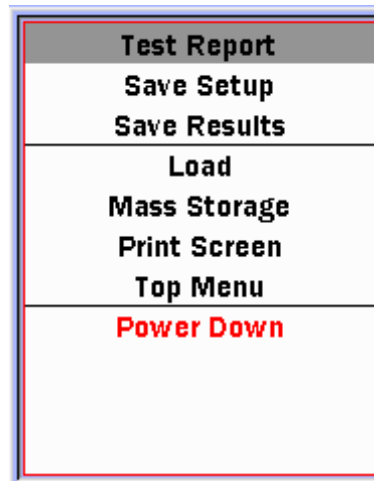 Test Report
Save Setup
Save Results
Load
Mass Storage
Print Screen
Top Menu
Power Down